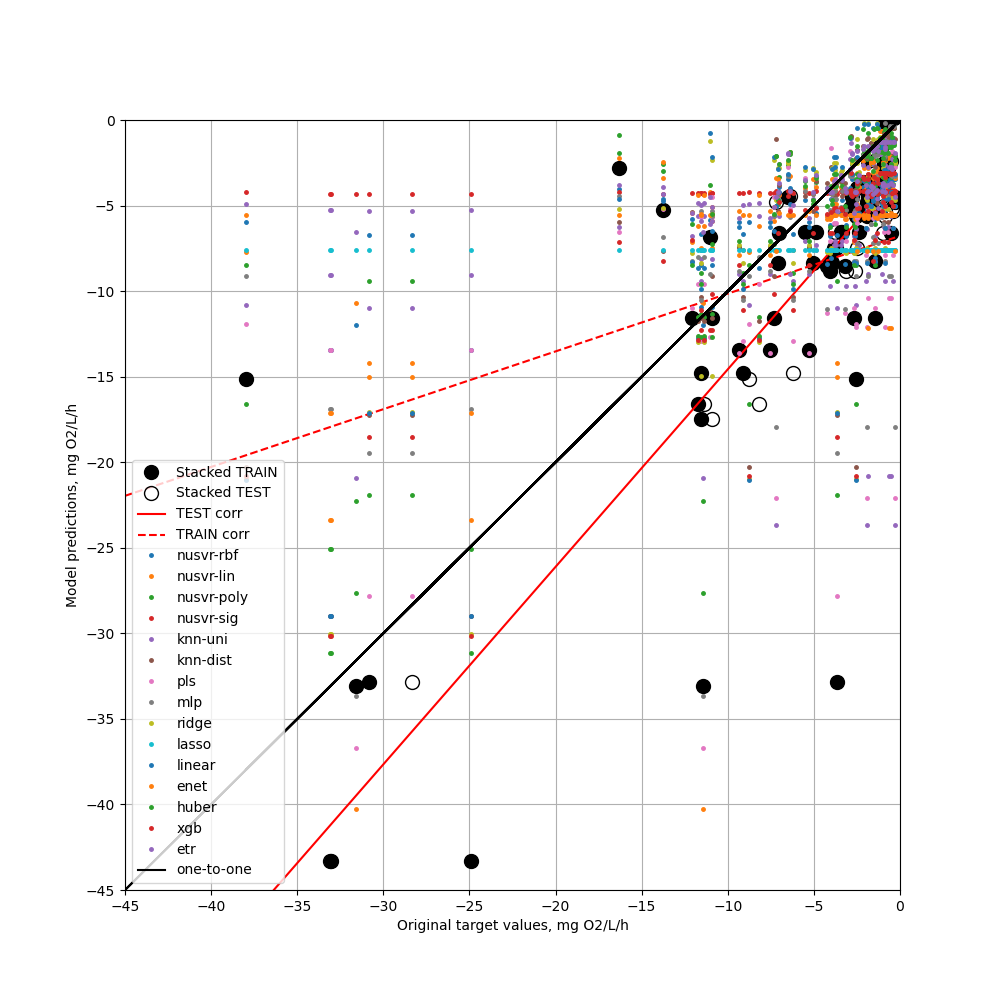 0
−5
−10
−15
−20
−25
−30
−35
−40
−45
Model predictions, mg O2/L/h
Stacked TRAIN
Stacked TEST
TEST corr
TRAIN corr
nusvr-rbf
nusvr-lin
nusvr-poly
nusvr-sig
knn-uni
knn-dist
pls
mlp
ridge
lasso
linear
enet
huber
xgb
etr
one-to-one
−45 −40 −35 −30 −25 −20 −15 −10 −5 0
Original target values, mg O2/L/h